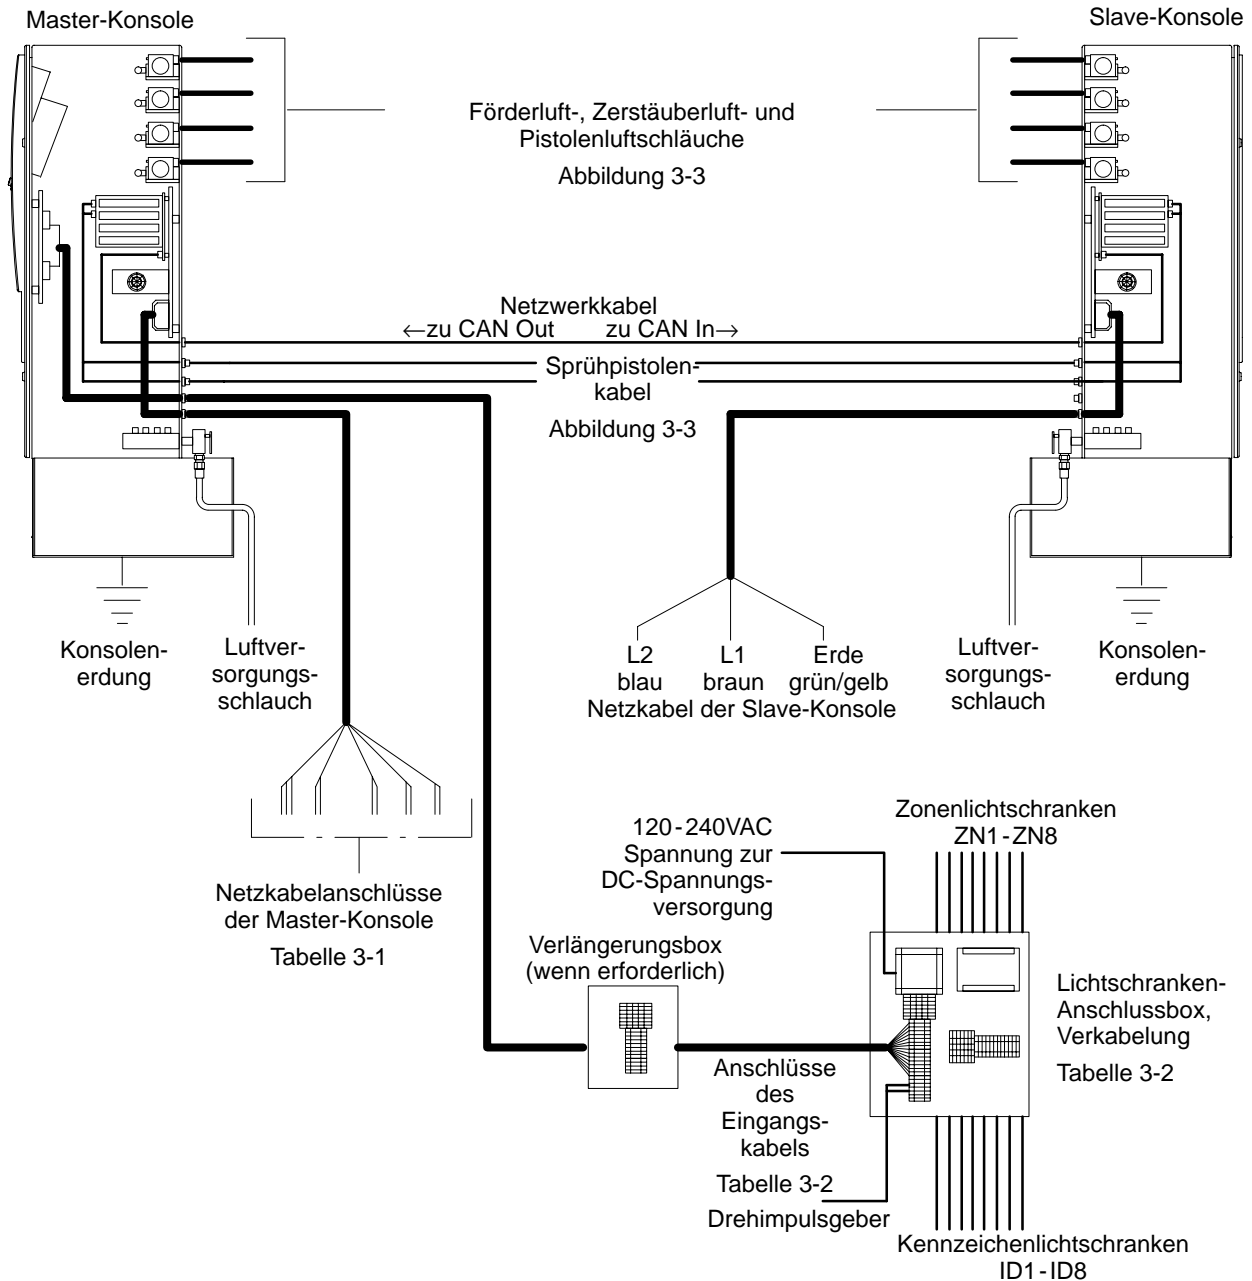 Master-Konsole
Slave-Konsole
Förderluft-, Zerstäuberluft- und
Pistolenluftschläuche
Abbildung 3-3
Netzwerkkabel
←zu CAN Out
zu CAN In→
Sprühpistolen-
kabel
Abbildung 3-3
Konsolen-
erdung
Luftver-
sorgungs-
schlauch
L2
blau
L1
braun
Erde
grün/gelb
Netzkabel der Slave-Konsole
Luftver-
sorgungs-
schlauch
Konsolen-
erdung
Netzkabelanschlüsse
der Master-Konsole
Tabelle 3-1
120-240VAC
Spannung zur
DC-Spannungs-
versorgung
Zonenlichtschranken
ZN1-ZN8
Verlängerungsbox
(wenn erforderlich)
Lichtschranken-
Anschlussbox,
Verkabelung
Tabelle 3-2
Anschlüsse
des
Eingangs-
kabels
Tabelle 3-2
Drehimpulsgeber
Kennzeichenlichtschranken
ID1-ID8